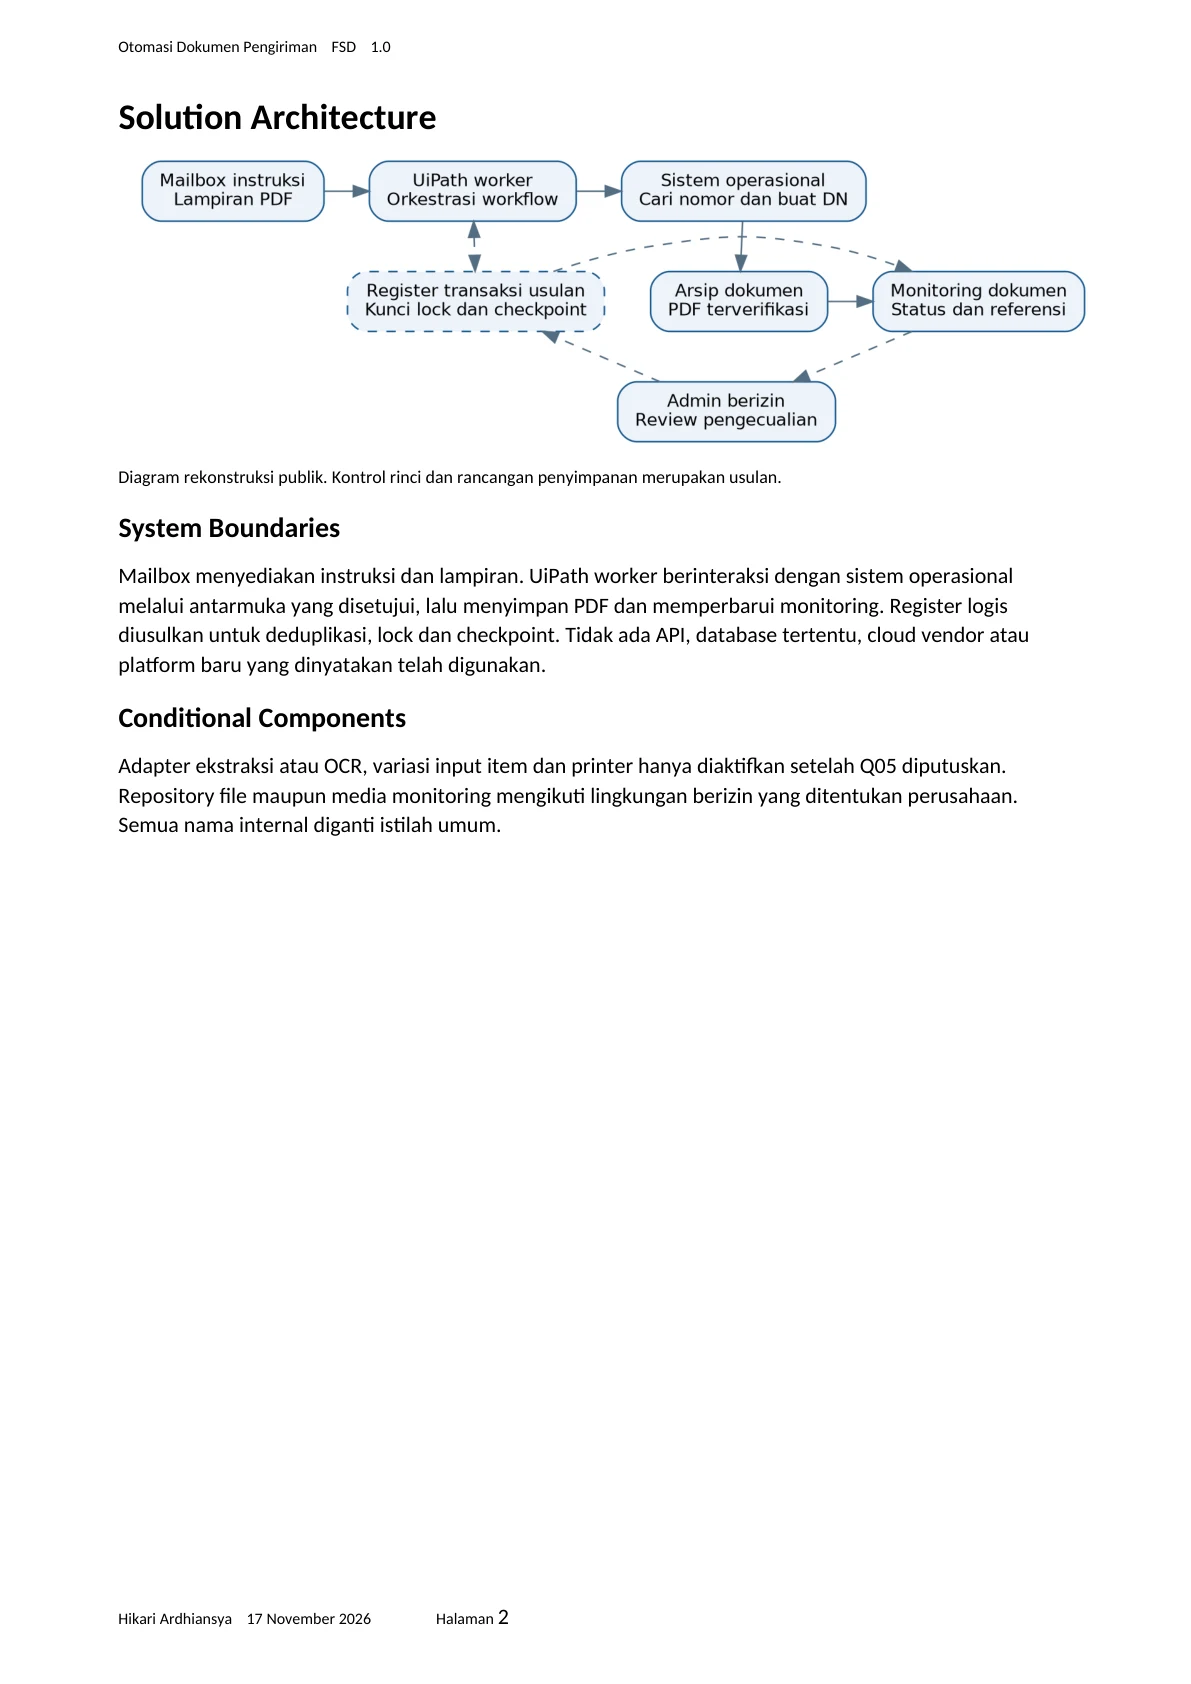 Otomasi Dokumen Pengiriman FSD 1.0
Solution Architecture
Mailbox instruksi
Lampiran PDF
UiPath worker
Orkestrasi workflow
Sistem operasional
Cari nomor dan buat DN
Register transaksi usulan
Kunci lock dan checkpoint
Arsip dokumen
PDF terverifikasi
Monitoring dokumen
Status dan referensi
Admin berizin
Review pengecualian
Diagram rekonstruksi publik. Kontrol rinci dan rancangan penyimpanan merupakan usulan.
System Boundaries
Mailbox menyediakan instruksi dan lampiran. UiPath worker berinteraksi dengan sistem operasional
melalui antarmuka yang disetujui, lalu menyimpan PDF dan memperbarui monitoring. Register logis
diusulkan untuk deduplikasi, lock dan checkpoint. Tidak ada API, database tertentu, cloud vendor atau
platform baru yang dinyatakan telah digunakan.
Conditional Components
Adapter ekstraksi atau OCR, variasi input item dan printer hanya diaktifkan setelah Q05 diputuskan.
Repository file maupun media monitoring mengikuti lingkungan berizin yang ditentukan perusahaan.
Semua nama internal diganti istilah umum.
Hikari Ardhiansya 17 November 2026 Halaman 2